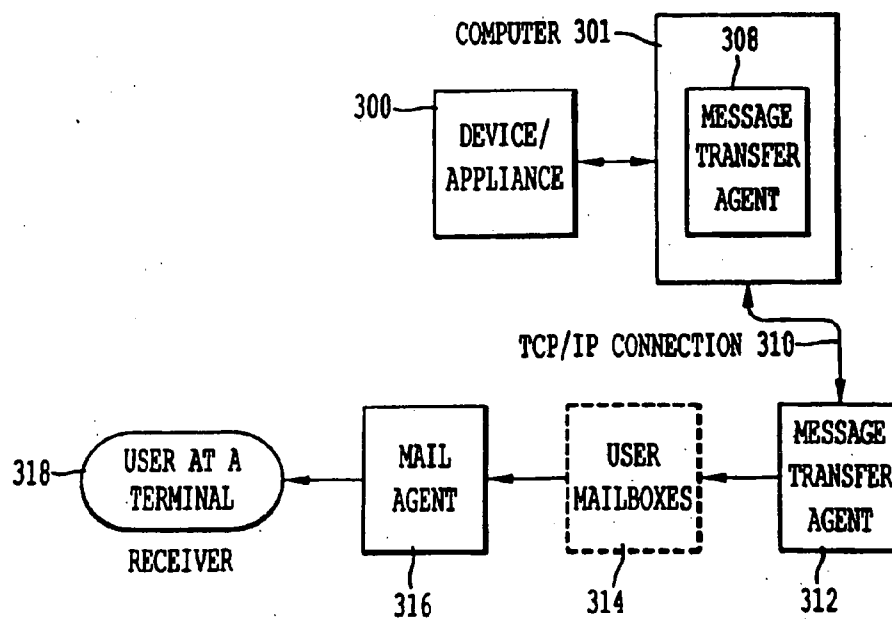 COMPUTER 301
308
300
DEVICE/
APPLIANCE
MESSAGE
TRANSFER
AGENT
TCP/IP CONNECTION 310
318
USER AT A
TERMINAL
RECEIVER
MAIL
AGENT
316
USER
MAILBOXES
314
MESSAGE
TRANSFER
AGENT
312